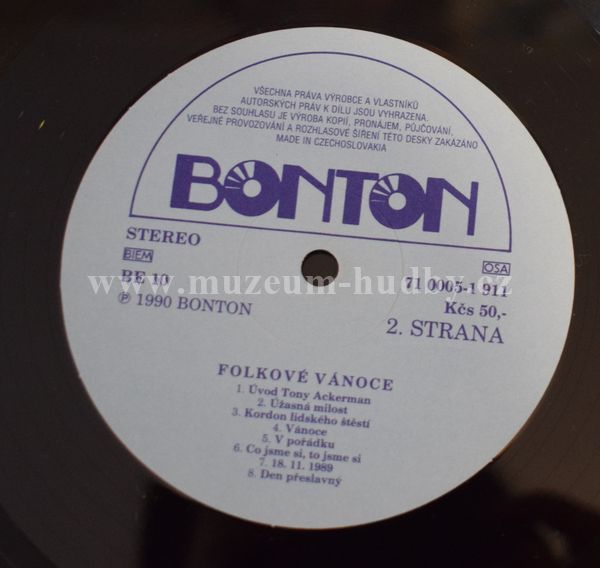 VŠECHNA PRÁVA VÝROBCE A VLASTNÍKŮ
AUTORSKÝCH PRÁV K DÍLU JSOU VYHRAZENA.
BEZ SOUHLASU JE VÝROBA KOPIÍ, PRONÁJEM, PŮJČOVÁNÍ,
VEŘEJNÉ PROVOZOVÁNÍ A ROZHLASOVÉ ŠÍŘENÍ TÉTO DESKY ZAKÁZÁNO
MADE IN CZECHOSLOVAKIA
BONTON
STEREO
BIEM
OSA
www.muzeum-hudby.cz
BE 10
71 0005-1 911
℗ 1990 BONTON
Kčs 50,-
2. STRANA
FOLKOVÉ VÁNOCE
1. Úvod Tony Ackerman
2. Úžasná milost
3. Kordon lidského štěstí
4. Vánoce
5. V pořádku
6. Co jsme si, to jsme si
7. 18. 11. 1989
8. Den přeslavný